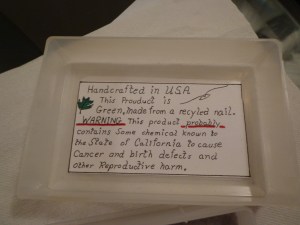 Handcrafted in U.S.A
This Product is
Green, made from a recyled nail.
WARNING This product probably
contains Some chemical known to
the State of California to cause
Cancer and birth defects and
other Reproductive harm.